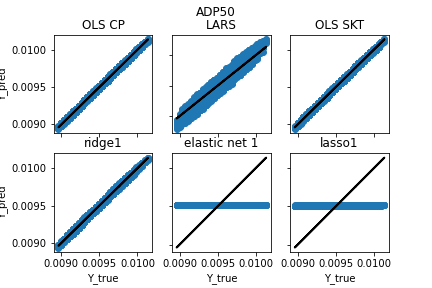 ADP50
OLS CP
LARS
OLS SKT
0.0100
0.0095
0.0090
Y_pred
ridge1
elastic net 1
lasso1
0.0100
0.0095
0.0090
Y_pred
0.0090 0.0095 0.0100
0.0090 0.0095 0.0100
0.0090 0.0095 0.0100
Y_true
Y_true
Y_true